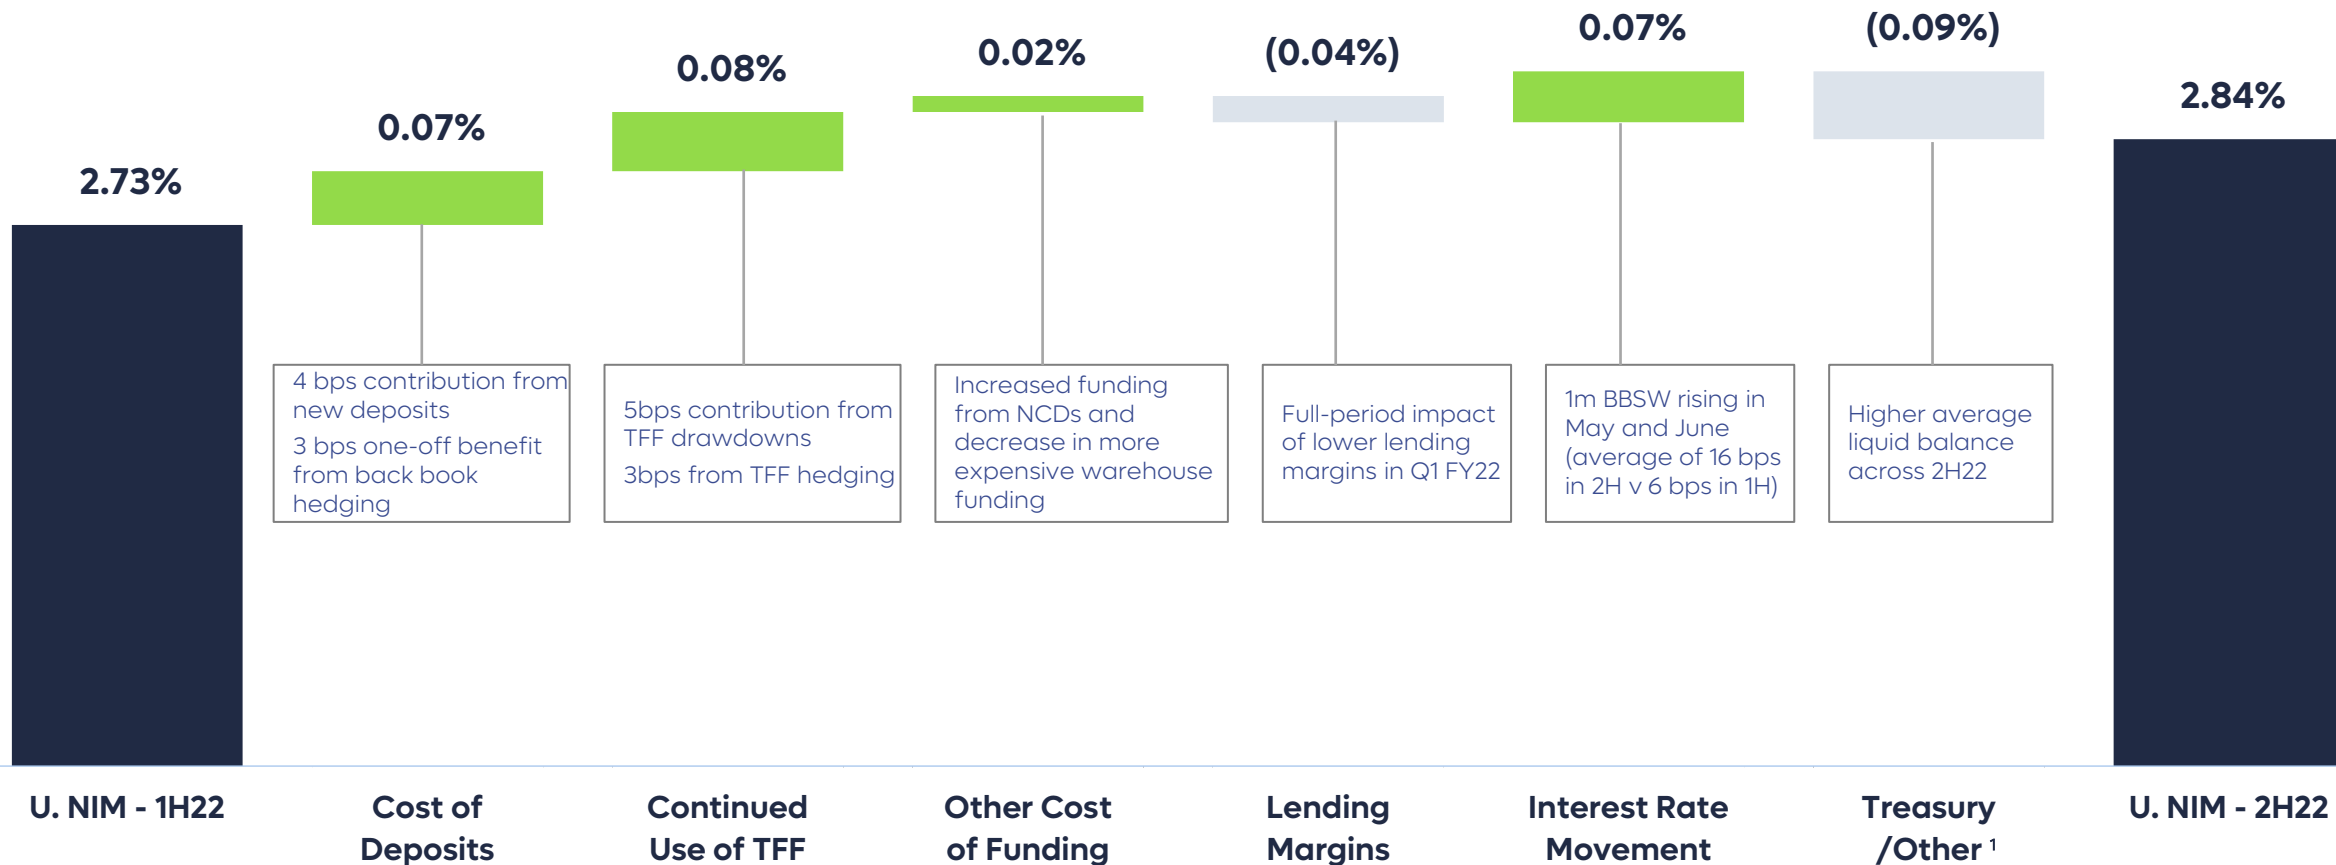 2.73%
0.07%
0.08%
0.02%
(0.04%)
0.07%
(0.09%)
2.84%
4 bps contribution from
new deposits
3 bps one-off benefit
from back book
hedging
5bps contribution from
TFF drawdowns
3bps from TFF hedging
Increased funding
from NCDs and
decrease in more
expensive warehouse
funding
Full-period impact
of lower lending
margins in Q1 FY22
1m BBSW rising in
May and June
(average of 16 bps
in 2H v 6 bps in 1H)
Higher average
liquid balance
across 2H22
U. NIM - 1H22
Cost of
Deposits
Continued
Use of TFF
Other Cost
of Funding
Lending
Margins
Interest Rate
Movement
Treasury
/Other ¹
U. NIM - 2H22